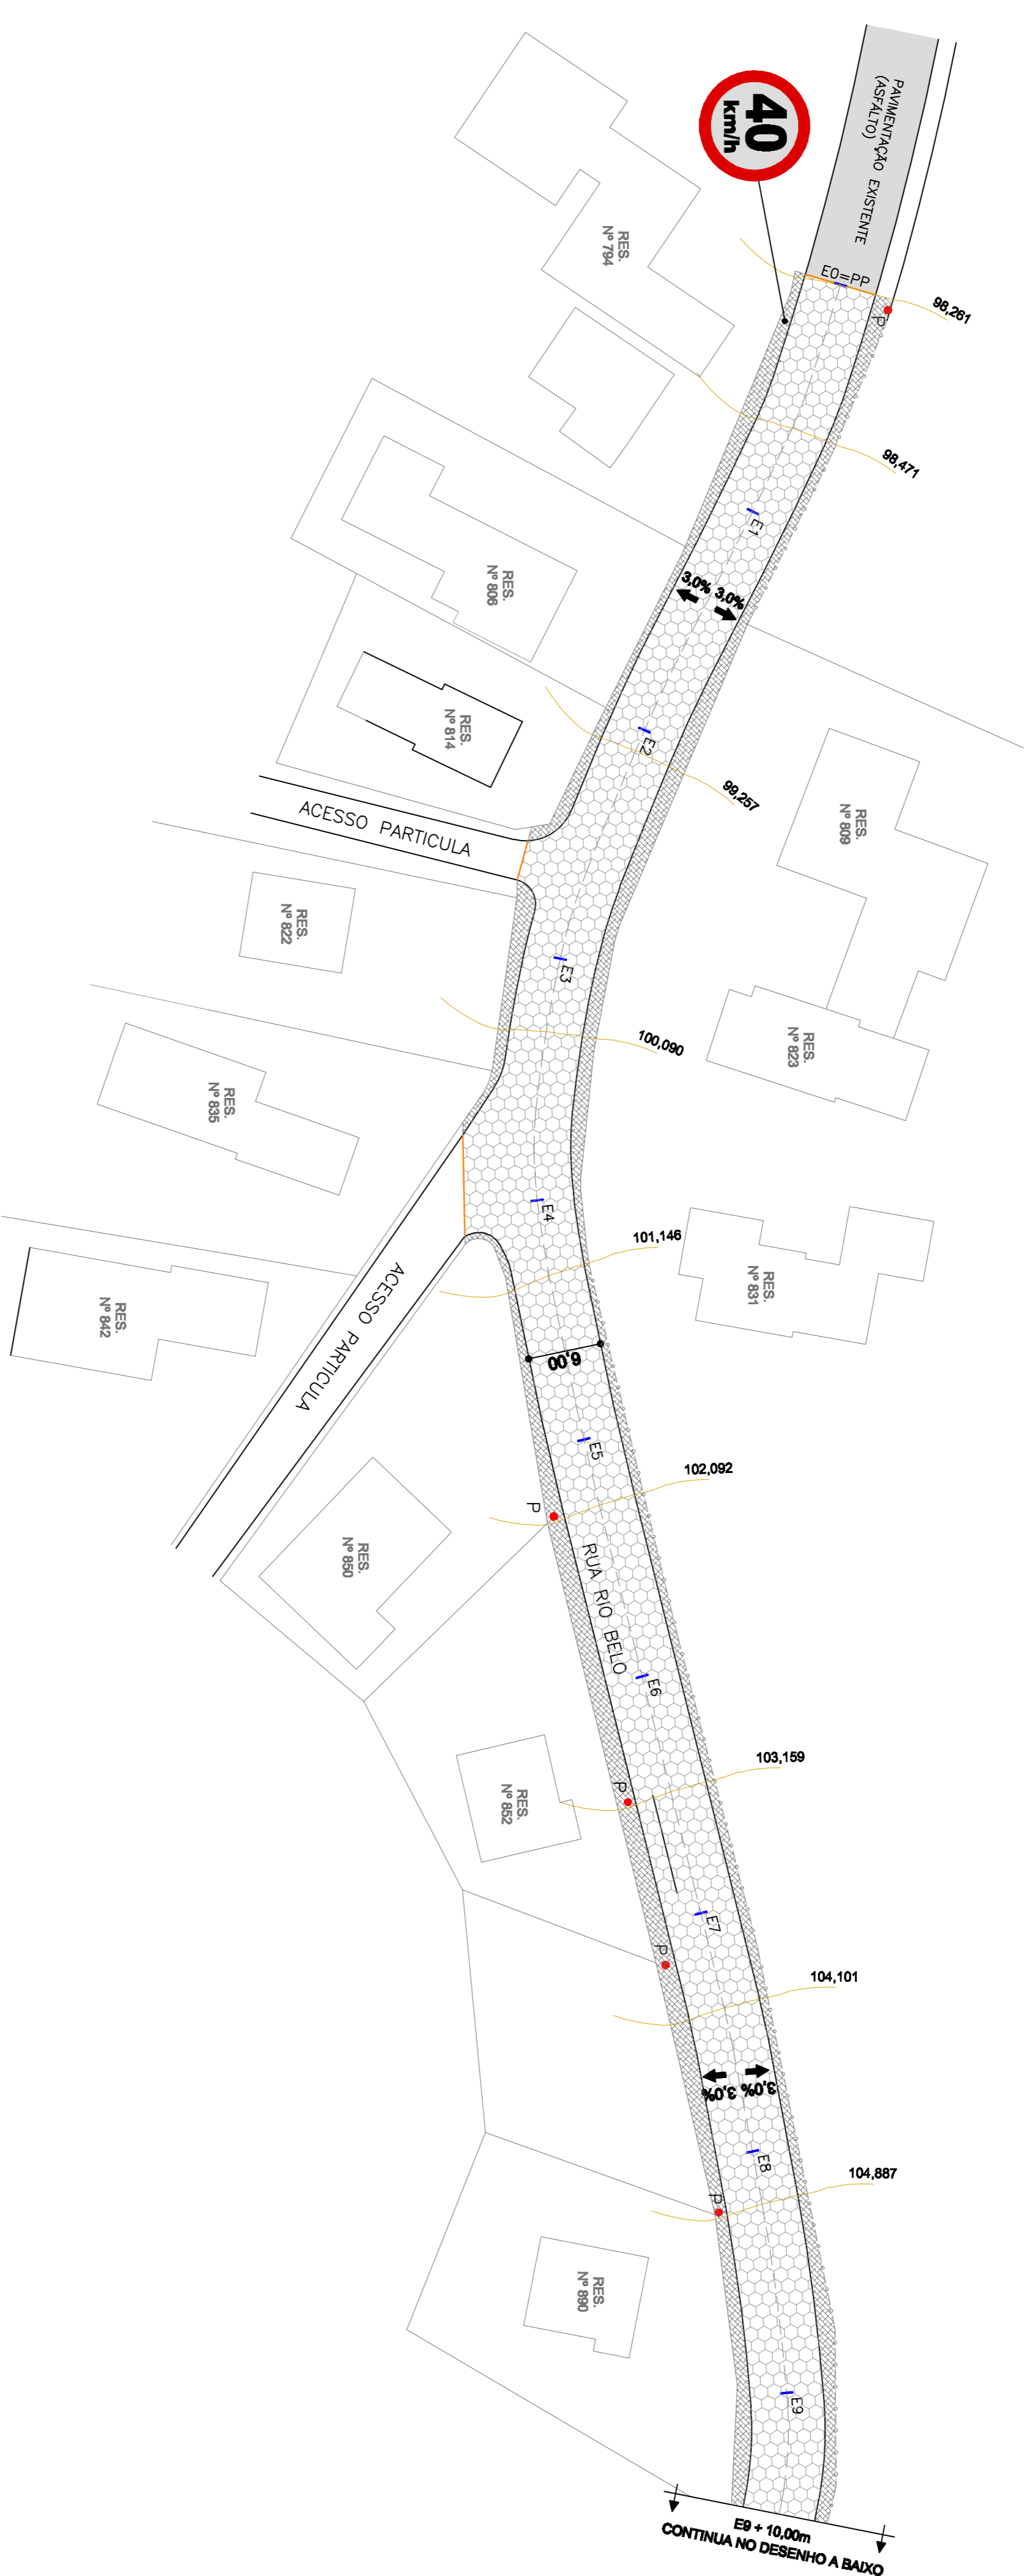 PAVIMENTAÇÃO EXISTENTE
(ASFÁLTO)
40
km/h
E0=PP
P
98,261
RES.
Nº 794
98,471
E1
3,0%
3,0%
RES.
Nº 806
RES.
Nº 814
E2
99,257
ACESSO PARTICULA
RES.
Nº 809
RES.
Nº 822
E3
100,090
RES.
Nº 823
RES.
Nº 835
E4
101,146
RES.
Nº 831
RES.
Nº 842
ACESSO PARTICULA
6,00
E5
102,092
P
RES.
Nº 850
RUA RIO BELO
E6
103,159
P
RES.
Nº 852
E7
P
104,101
3,0%
3,0%
E8
104,887
P
RES.
Nº 890
E9
E9 + 10,00m
CONTINUA NO DESENHO A BAIXO